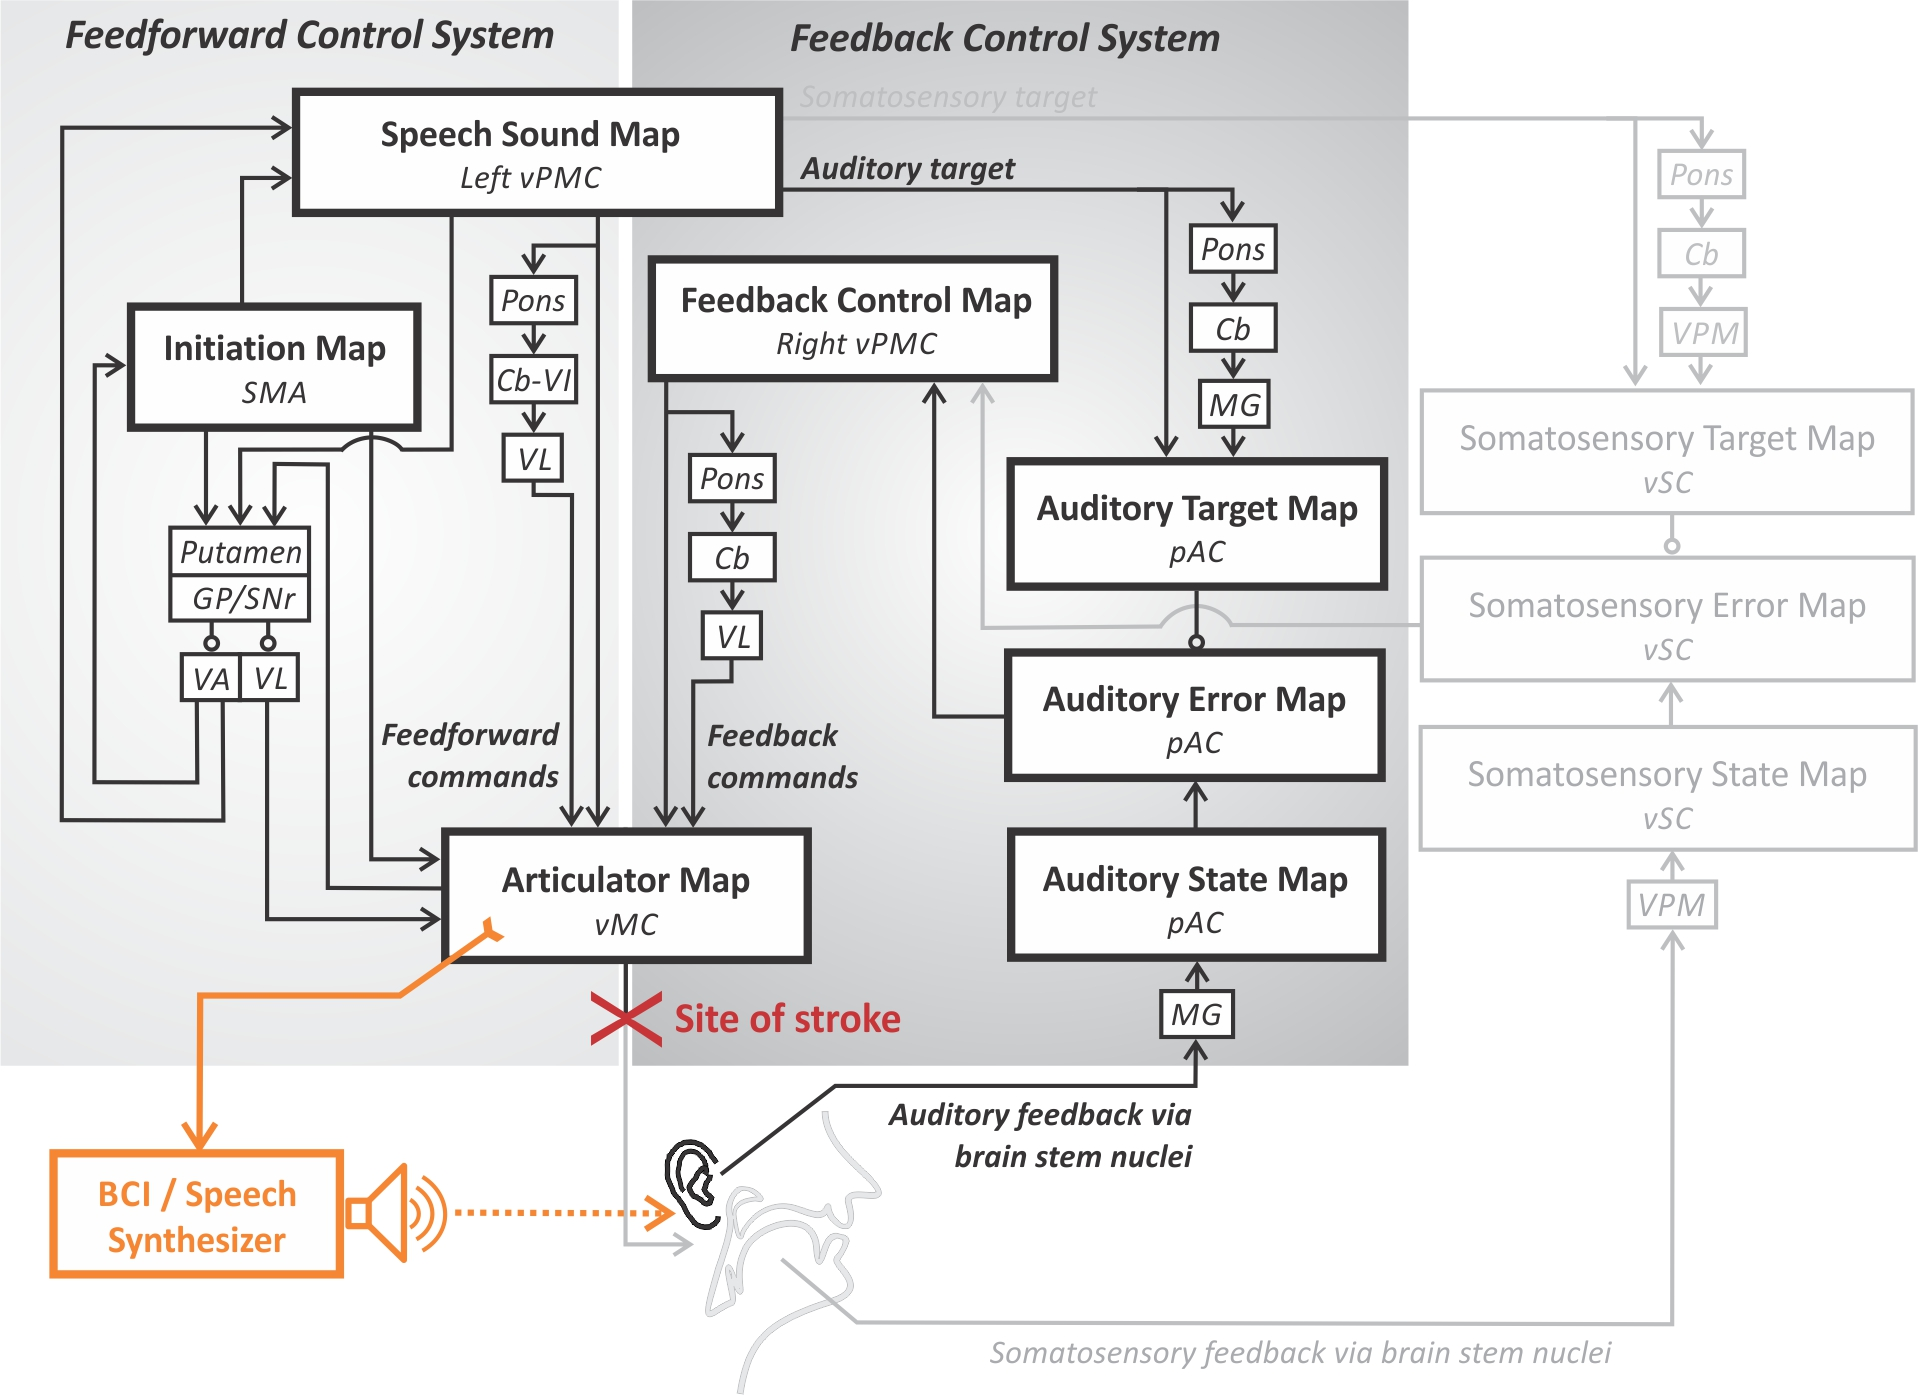 Feedforward Control System
Feedback Control System
Speech Sound Map
Left vPMC
Somatosensory target
Auditory target
Pons
Cb
VPM
Pons
Cb
MG
Initiation Map
SMA
Pons
Cb-VI
VL
Feedback Control Map
Right vPMC
Pons
Cb
VL
Auditory Target Map
pAC
Somatosensory Target Map
vSC
Putamen
GP/SNr
VA
VL
Auditory Error Map
pAC
Somatosensory Error Map
vSC
Feedforward
commands
Feedback
commands
Auditory State Map
pAC
Somatosensory State Map
vSC
Articulator Map
vMC
VPM
MG
Site of stroke
Auditory feedback via
brain stem nuclei
BCI / Speech
Synthesizer
Somatosensory feedback via brain stem nuclei